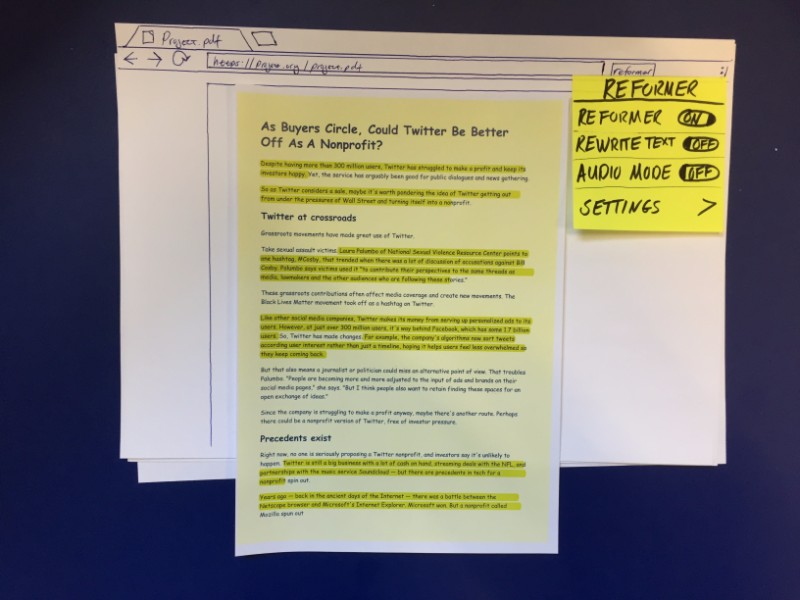 Project.pdf
https://projec.org/project.pdf
reformer
REFORMER
REFORMER ON
REWRITE TEXT OFF
AUDIO MODE OFF
SETTINGS >
As Buyers Circle, Could Twitter Be Better
Off As A Nonprofit?
Despite having more than 300 million users, Twitter has struggled to make a profit and keep its
investors happy. Yet, the service has arguably been good for public dialogues and news gathering.
So as Twitter considers a sale, maybe it's worth pondering the idea of Twitter getting out
from under the pressures of Wall Street and turning itself into a nonprofit.
Twitter at crossroads
Grassroots movements have made great use of Twitter.
Take sexual assault victims. Laura Palumbo of National Sexual Violence Resource Center points to
one hashtag, MCosby, that trended when there was a lot of discussion of accusations against Bill
Cosby. Palumbo says victims used it "to contribute their perspectives to the same threads as
media, lawmakers and the other audiences who are following these stories."
These grassroots contributions often affect media coverage and create new movements. The
Black Lives Matter movement took off as a hashtag on Twitter.
Like other social media companies, Twitter makes its money from serving up personalised ads to its
users. However, at just over 300 million users, it's way behind Facebook, which has some 1.7 billion
users. So, Twitter has made changes. For example, the company's algorithms now sort tweets
according user interest rather than just a timeline, hoping it helps users feel less overwhelmed so
they keep coming back.
But that also means a journalist or politician could miss an alternative point of view. That troubles
Palumbo. "People are becoming more and more adjusted to the input of ads and brands on their
social media pages," she says. "But I think people also want to retain finding these spaces for an
open exchange of ideas."
Since the company is struggling to make a profit anyway, maybe there's another route. Perhaps
there could be a nonprofit version of Twitter, free of investor pressure.
Precedents exist
Right now, no one is seriously proposing a Twitter nonprofit, and investors say it's unlikely to
happen. Twitter is still a big business with a lot of cash on hand, streaming deals with the NFL, and
partnerships with the music service Soundcloud — but there are precedents in tech for a
nonprofit spin out.
Years ago — back in the ancient days of the Internet — there was a battle between the
Netscape browser and Microsoft's Internet Explorer. Microsoft won. But a nonprofit called
Mozilla spun out